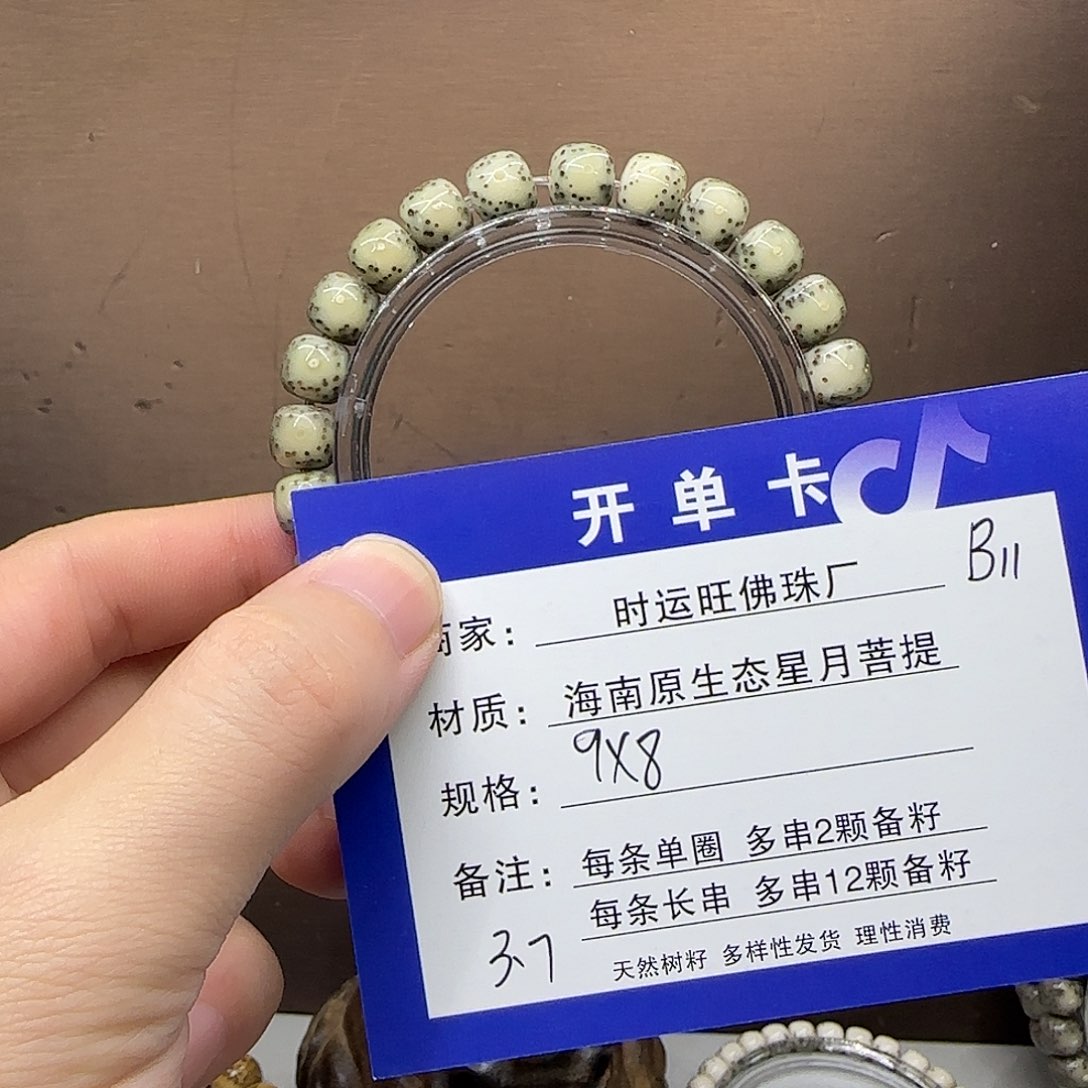 开单卡
B11
商家：时运旺佛珠厂
材质：海南原生态星月菩提
规格：9X8
备注：每条单圈 多串2颗备籽
每条长串 多串12颗备籽
3.7
天然树籽 多样性发货 理性消费